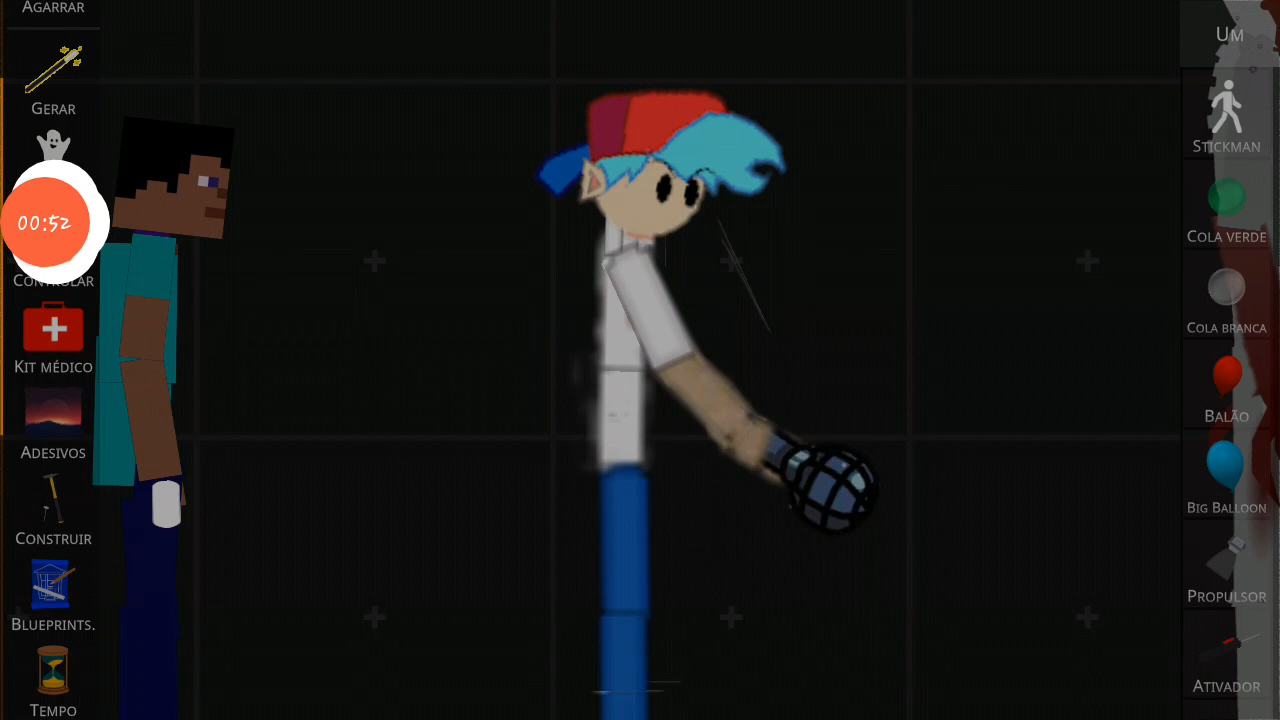 AGARRAR
GERAR
00:52
CONTROLAR
KIT MÉDICO
ADESIVOS
CONSTRUIR
BLUEPRINTS.
TEMPO
UM
STICKMAN
COLA VERDE
COLA BRANCA
BALÃO
BIG BALLOON
PROPULSOR
ATIVADOR